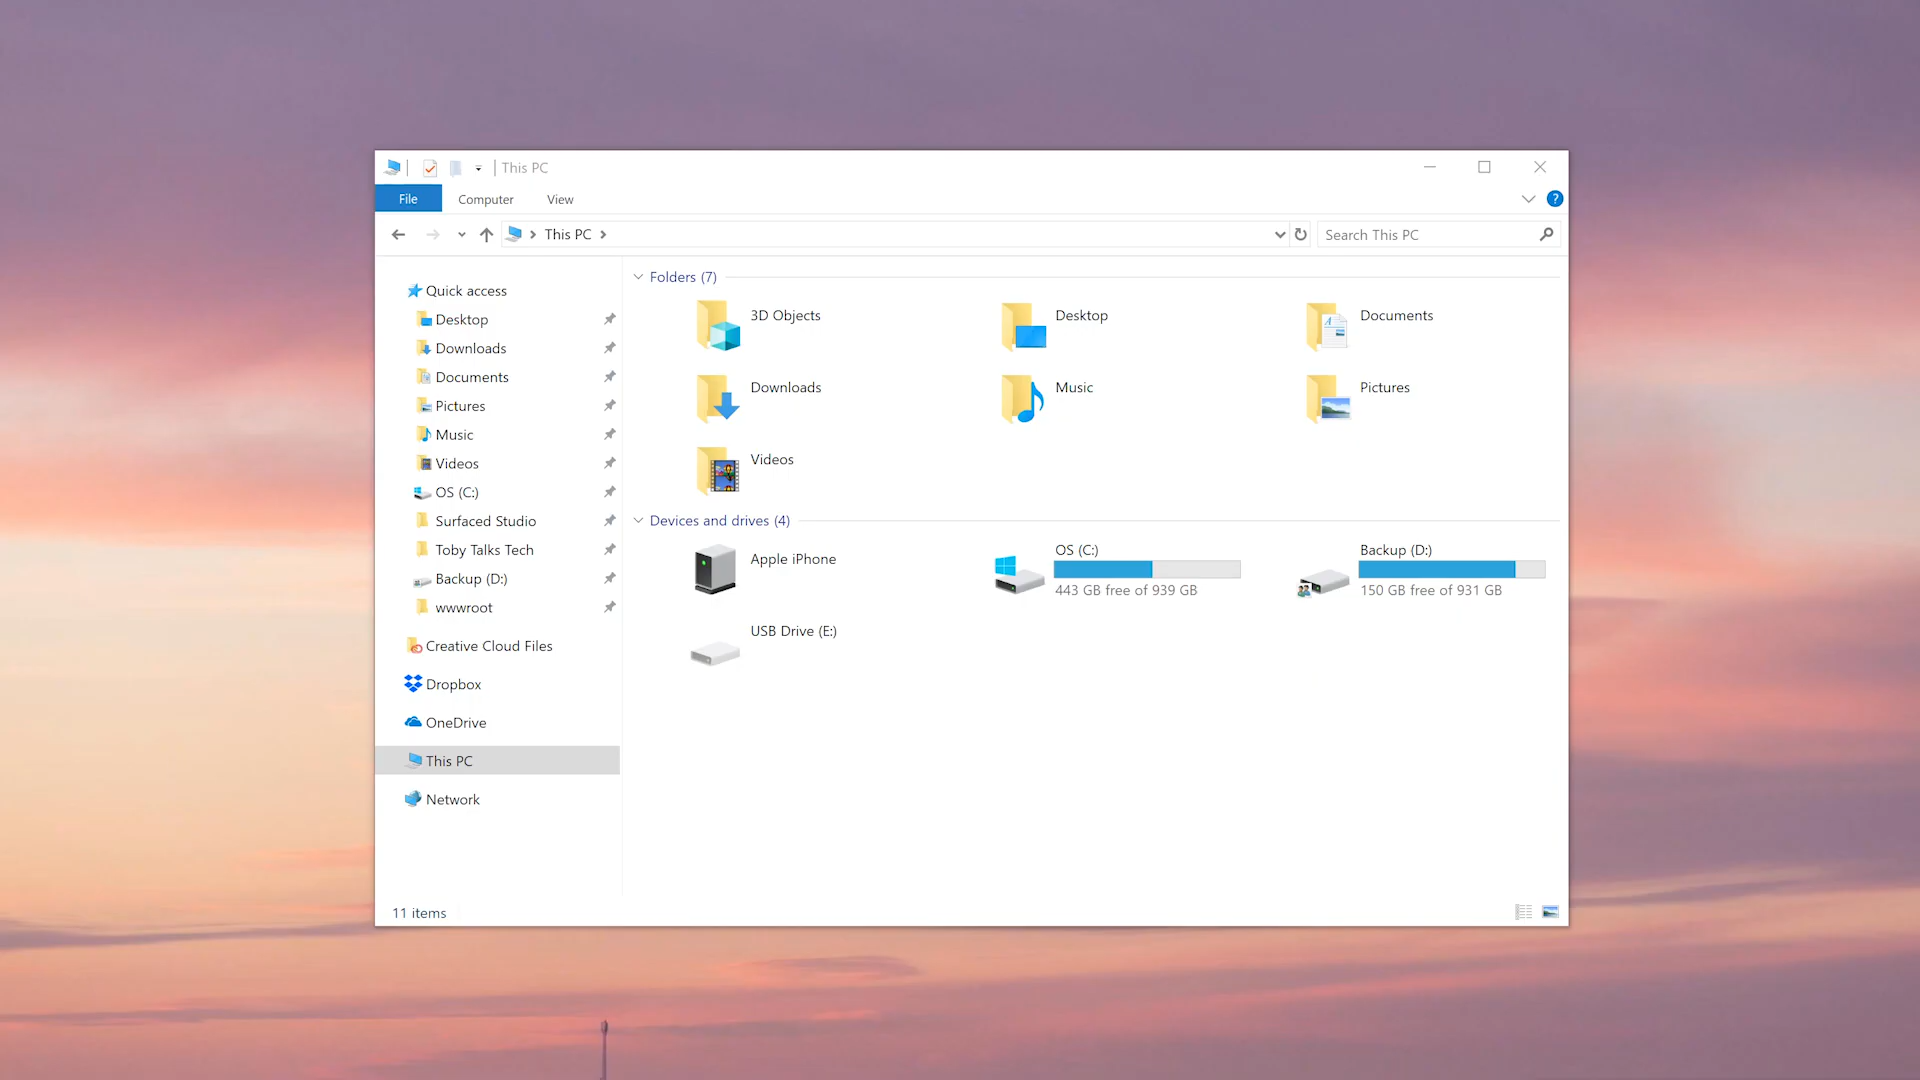 This PC
File Computer View
?
This PC
Search This PC
Quick access
Desktop
Downloads
Documents
Pictures
Music
Videos
OS (C:)
Surfaced Studio
Toby Talks Tech
Backup (D:)
wwwroot
Creative Cloud Files
Dropbox
OneDrive
This PC
Network
Folders (7)
3D Objects
Desktop
Documents
Downloads
Music
Pictures
Videos
Devices and drives (4)
Apple iPhone
OS (C:)
443 GB free of 939 GB
Backup (D:)
150 GB free of 931 GB
USB Drive (E:)
11 items